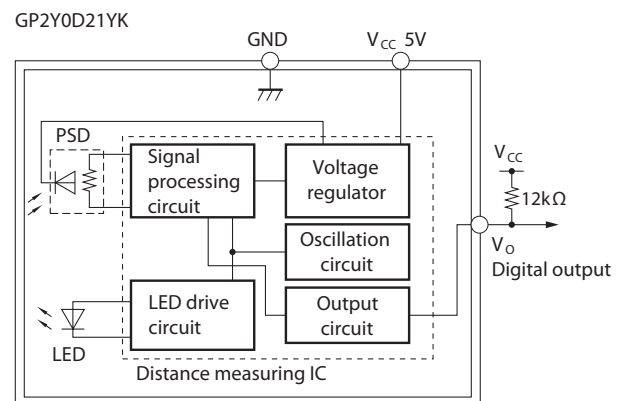 GP2Y0D21YK
GND
VCC 5V
PSD
Signal
processing
circuit
Voltage
regulator
VCC
12kΩ
Oscillation
circuit
VO
Digital output
LED drive
circuit
Output
circuit
LED
Distance measuring IC